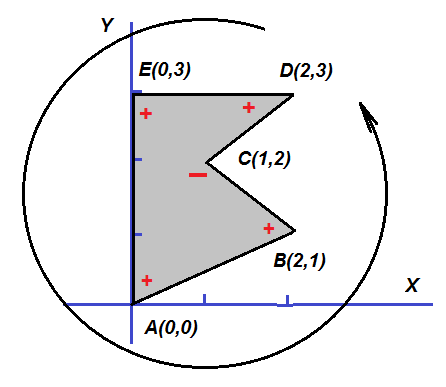 Y
E(0,3)
D(2,3)
+
+
C(1,2)
−
+
B(2,1)
+
X
A(0,0)